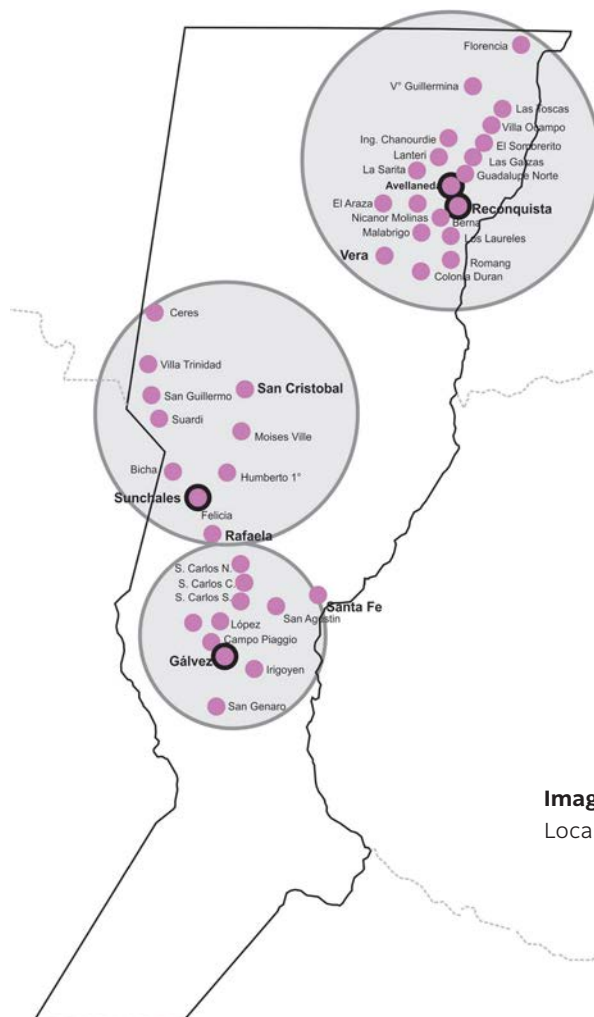 Florencia
V° Guillermina
Las Toscas
Villa Ocampo
Ing. Chanourdie
El Sombrerito
Lanteri
Las Garzas
La Sarita
Guadalupe Norte
Avellaneda
El Araza
Reconquista
Nicanor Molinas
Berna
Malabrigo
Los Laureles
Vera
Romang
Colonia Duran
Ceres
Villa Trinidad
San Guillermo
San Cristobal
Suardi
Moises Ville
Bicha
Humberto 1°
Sunchales
Felicia
Rafaela
S. Carlos N.
S. Carlos C.
S. Carlos S.
Santa Fe
San Agustin
López
Campo Piaggio
Gálvez
Irigoyen
San Genaro
Imag
Loca